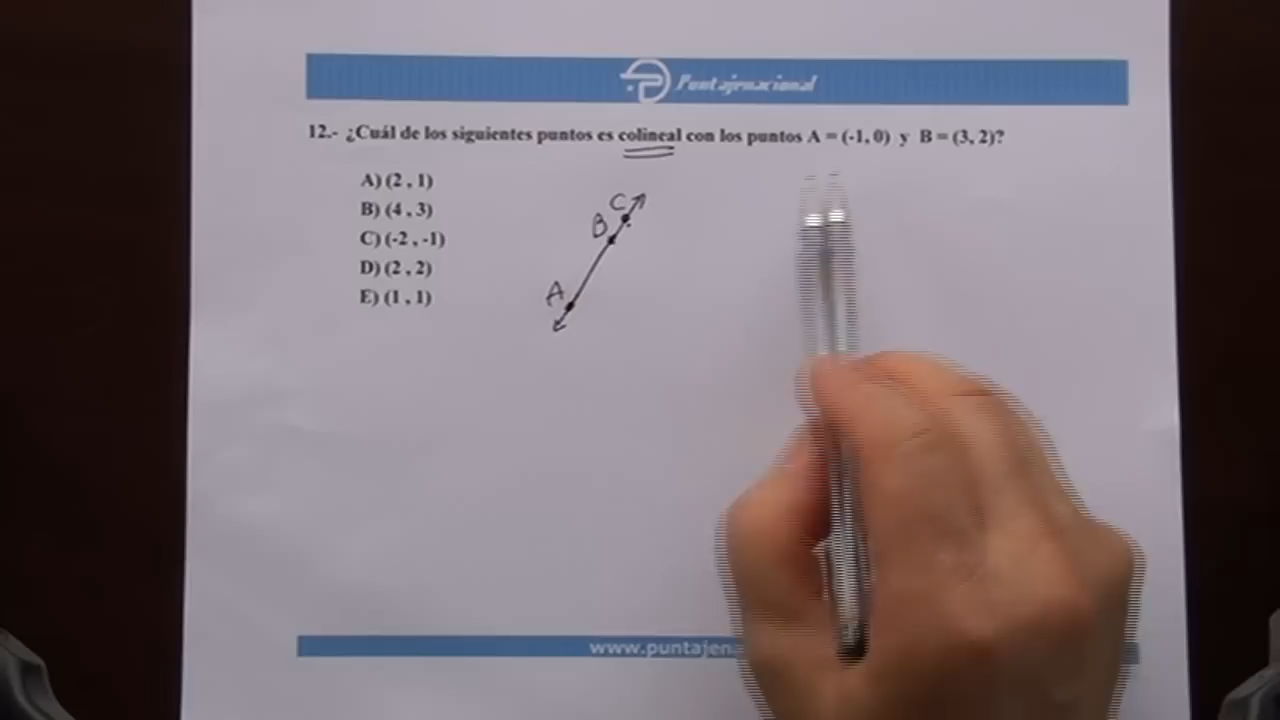 Puntajenacional
12.- ¿Cuál de los siguientes puntos es colineal con los puntos A = (-1, 0) y B = (3, 2)?
A) (2 , 1)
B) (4 , 3)
C) (-2 , -1)
D) (2 , 2)
E) (1 , 1)
C
B
A
www.puntajena